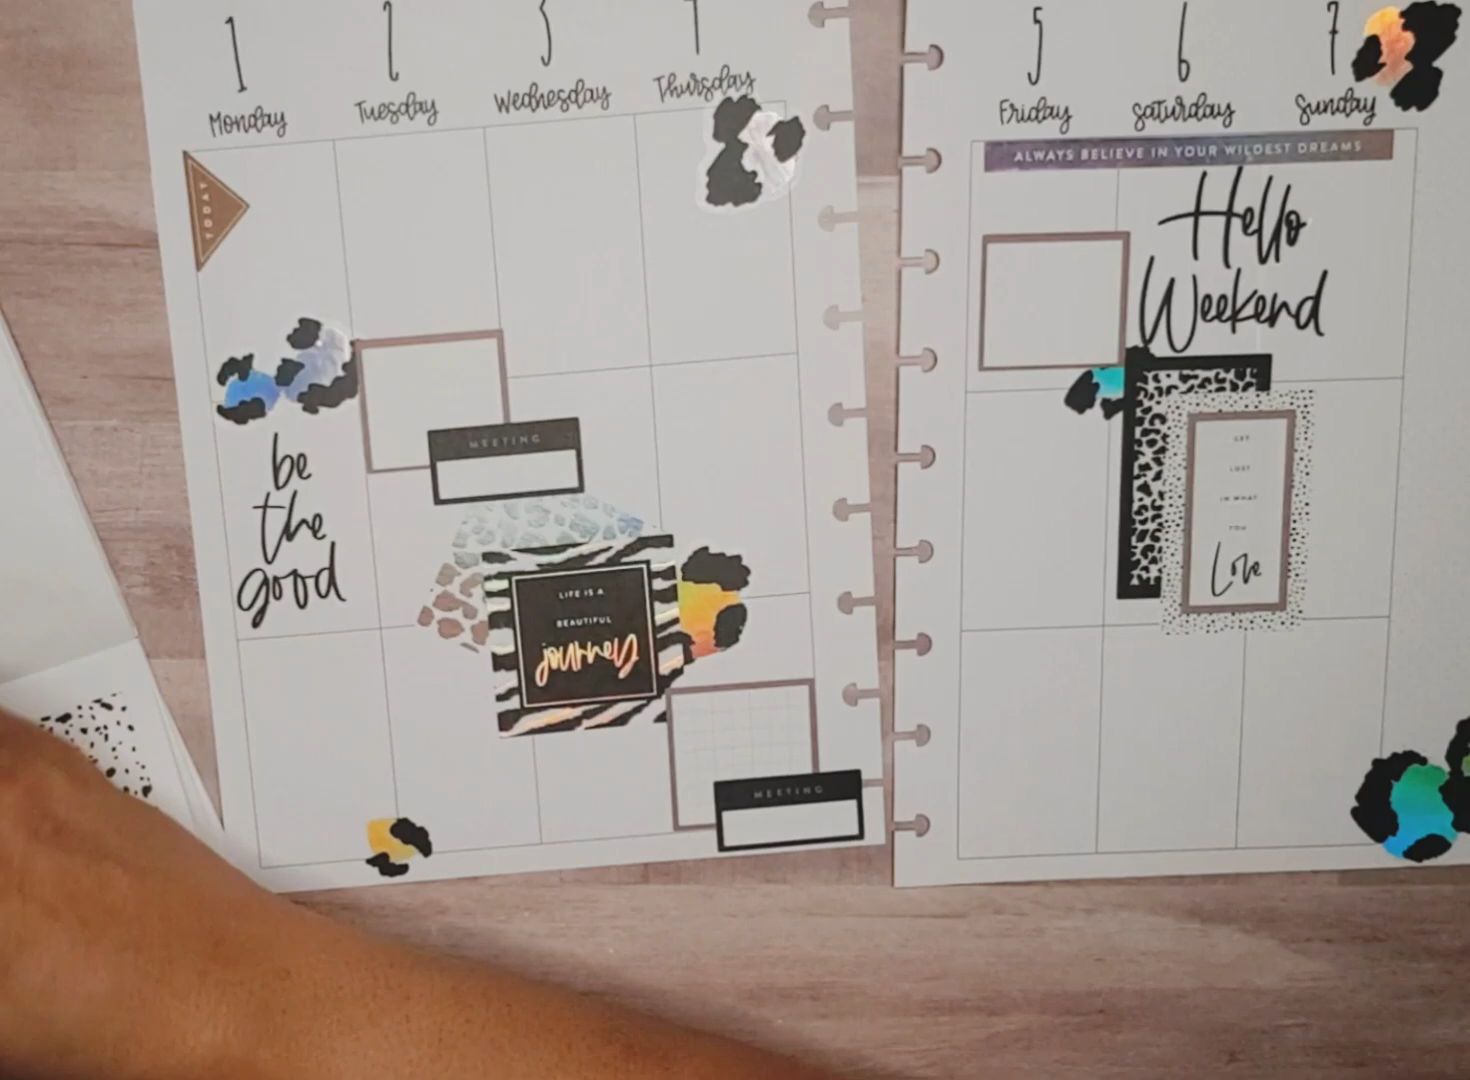 1
2
3
4
Monday
Tuesday
Wednesday
Thursday
TODAY
be
the
good
MEETING
LIFE IS A
BEAUTIFUL
journey
MEETING
5
6
7
Friday
Saturday
Sunday
ALWAYS BELIEVE IN YOUR WILDEST DREAMS
Hello
Weekend
GET
LOST
IN WHAT
YOU
Love